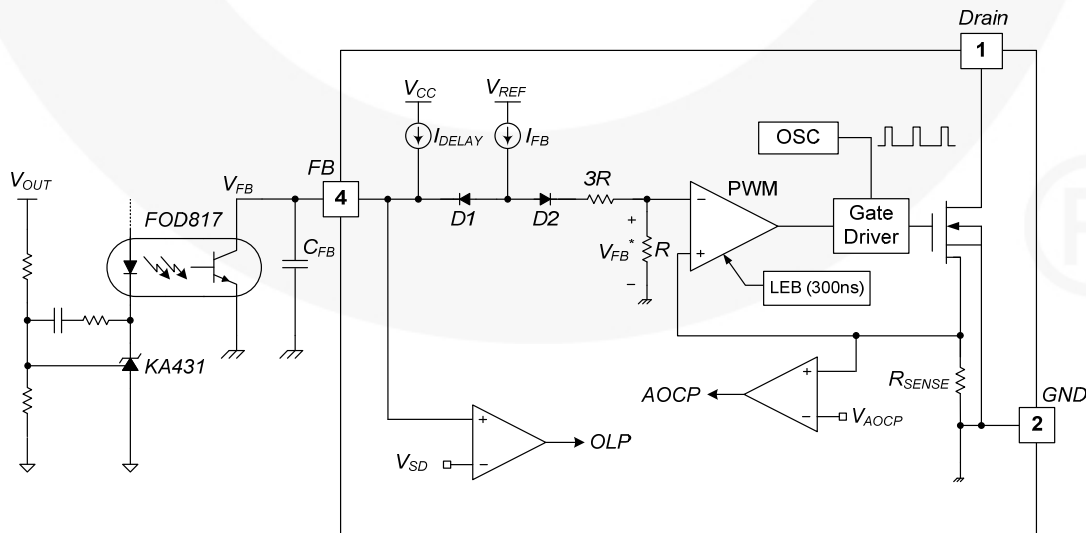 Drain
1
V_CC
V_REF
OSC
I_DELAY
I_FB
FB
4
3R
PWM
V_OUT
V_FB
FOD817
D1
D2
−
+
Gate
Driver
C_FB
+
V_FB*
−
R
LEB (300ns)
KA431
AOCP
+
−
V_AOCP
R_SENSE
GND
2
+
−
V_SD
OLP
R